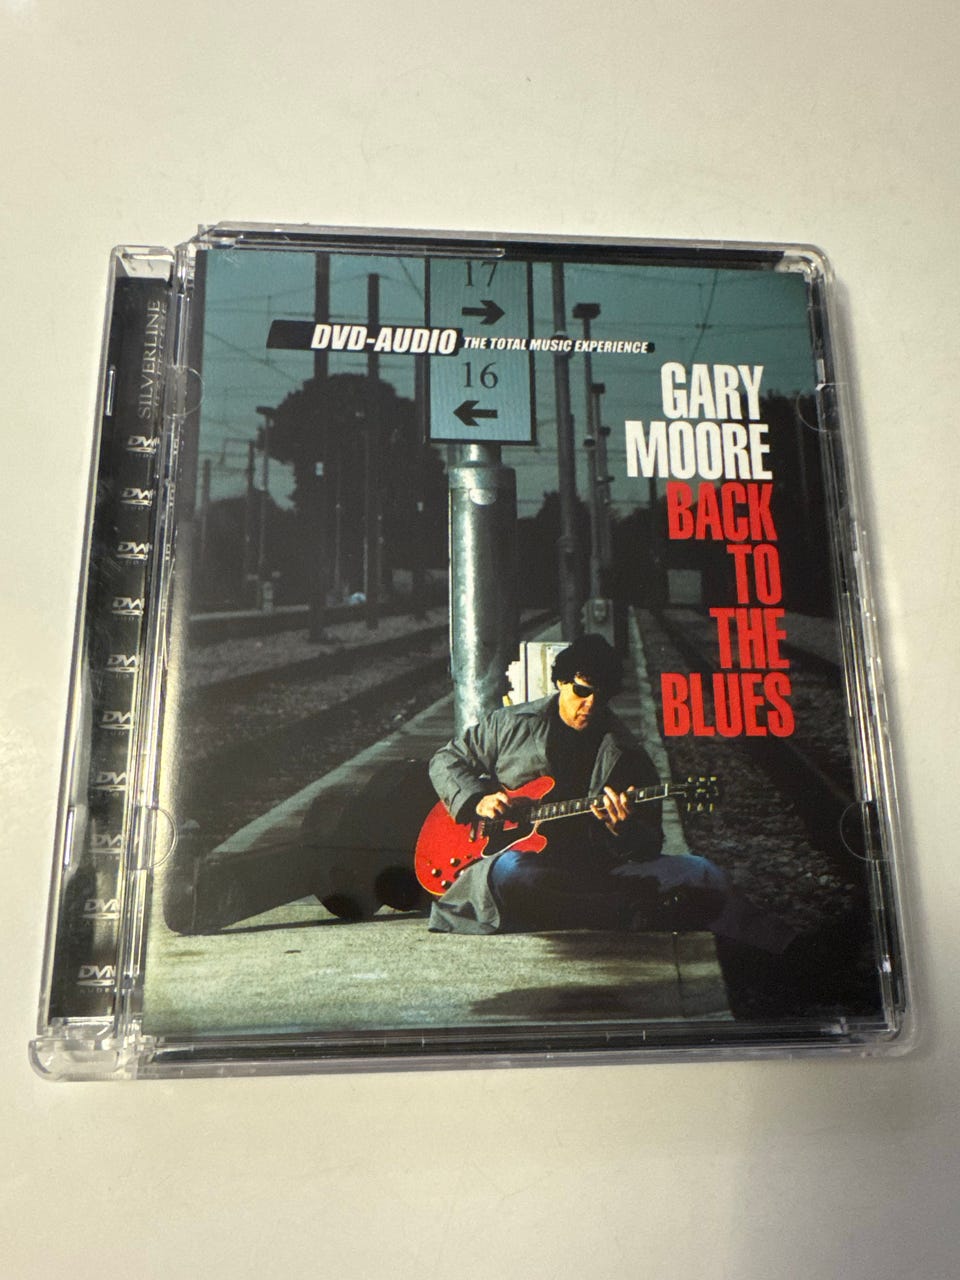 SILVERLINE
17
DVD-AUDIO THE TOTAL MUSIC EXPERIENCE
16
GARY
MOORE
BACK
TO
THE
BLUES